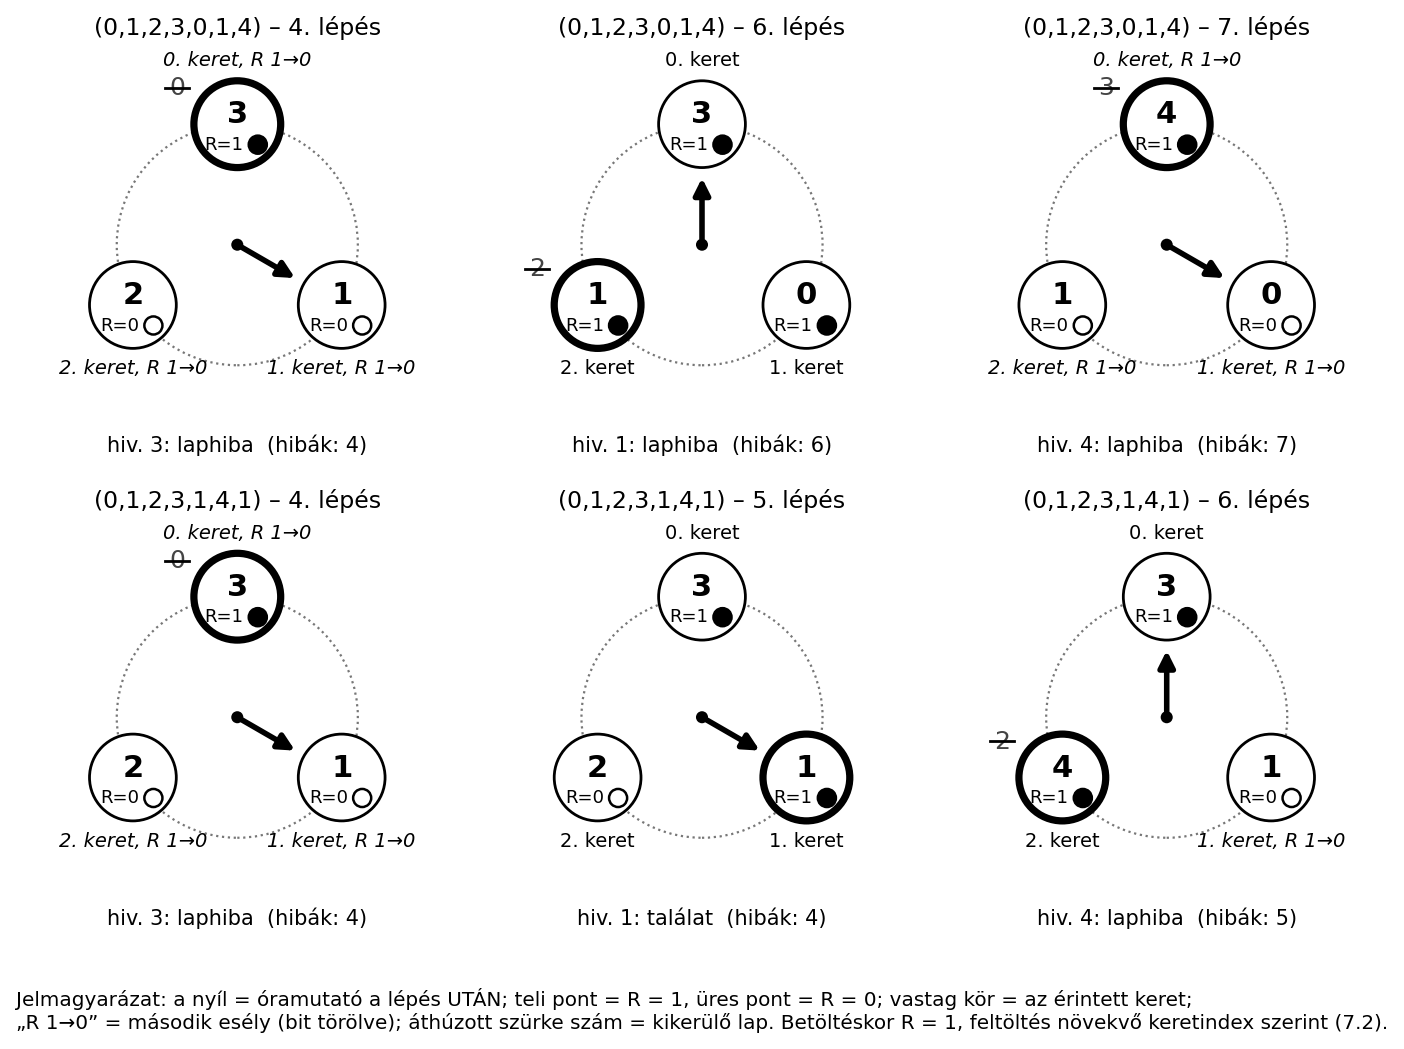 (0,1,2,3,0,1,4) – 4. lépés
0. keret, R 1→0
0
3
R=1
2
R=0
1
R=0
2. keret, R 1→0
1. keret, R 1→0
hiv. 3: laphiba (hibák: 4)
(0,1,2,3,0,1,4) – 6. lépés
0. keret
3
R=1
2
1
R=1
0
R=1
2. keret
1. keret
hiv. 1: laphiba (hibák: 6)
(0,1,2,3,0,1,4) – 7. lépés
0. keret, R 1→0
3
4
R=1
1
R=0
0
R=0
2. keret, R 1→0
1. keret, R 1→0
hiv. 4: laphiba (hibák: 7)
(0,1,2,3,1,4,1) – 4. lépés
0. keret, R 1→0
0
3
R=1
2
R=0
1
R=0
2. keret, R 1→0
1. keret, R 1→0
hiv. 3: laphiba (hibák: 4)
(0,1,2,3,1,4,1) – 5. lépés
0. keret
3
R=1
2
R=0
1
R=1
2. keret
1. keret
hiv. 1: találat (hibák: 4)
(0,1,2,3,1,4,1) – 6. lépés
0. keret
3
R=1
2
4
R=1
1
R=0
2. keret
1. keret, R 1→0
hiv. 4: laphiba (hibák: 5)
Jelmagyarázat: a nyíl = óramutató a lépés UTÁN; teli pont = R = 1, üres pont = R = 0; vastag kör = az érintett keret;
„R 1→0” = második esély (bit törölve); áthúzott szürke szám = kikerülő lap. Betöltéskor R = 1, feltöltés növekvő keretindex szerint (7.2).